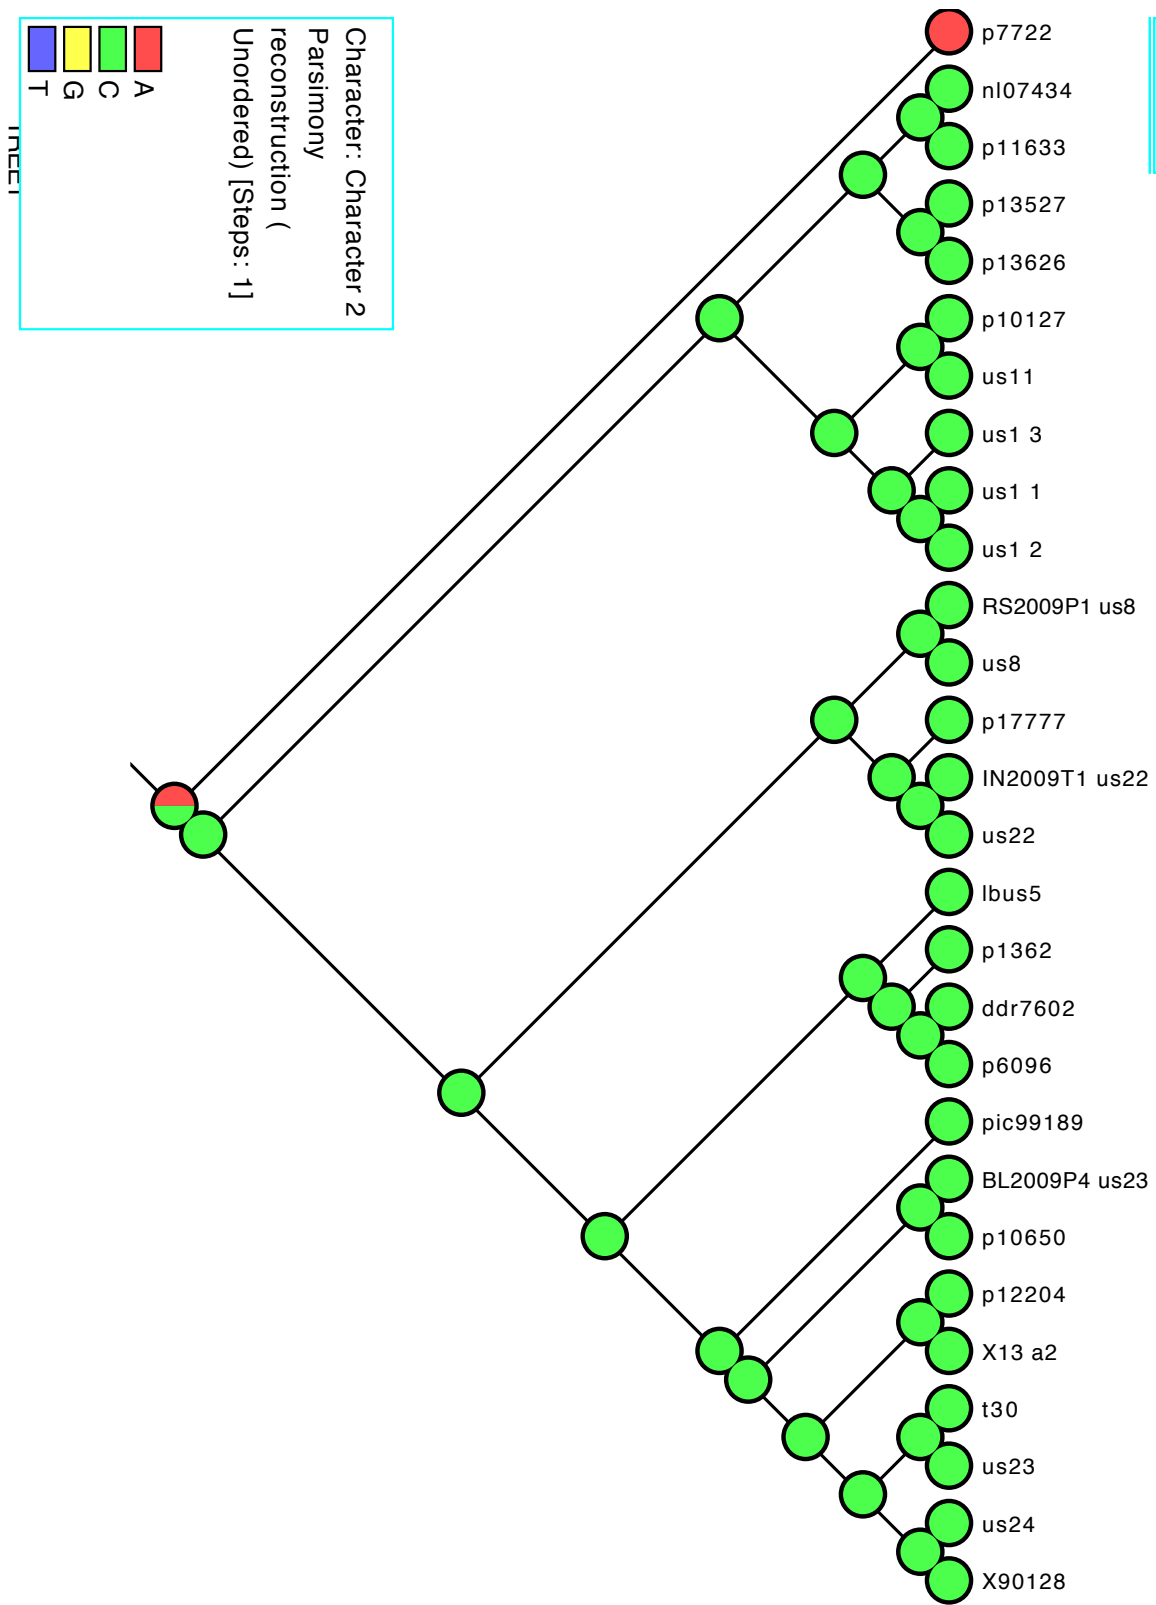 Character: Character 2
Parsimony
reconstruction (
Unordered) [Steps: 1]
A
C
G
T
p7722
nl07434
p11633
p13527
p13626
p10127
us11
us1 3
us1 1
us1 2
RS2009P1 us8
us8
p17777
IN2009T1 us22
us22
lbus5
p1362
ddr7602
p6096
pic99189
BL2009P4 us23
p10650
p12204
X13 a2
t30
us23
us24
X90128